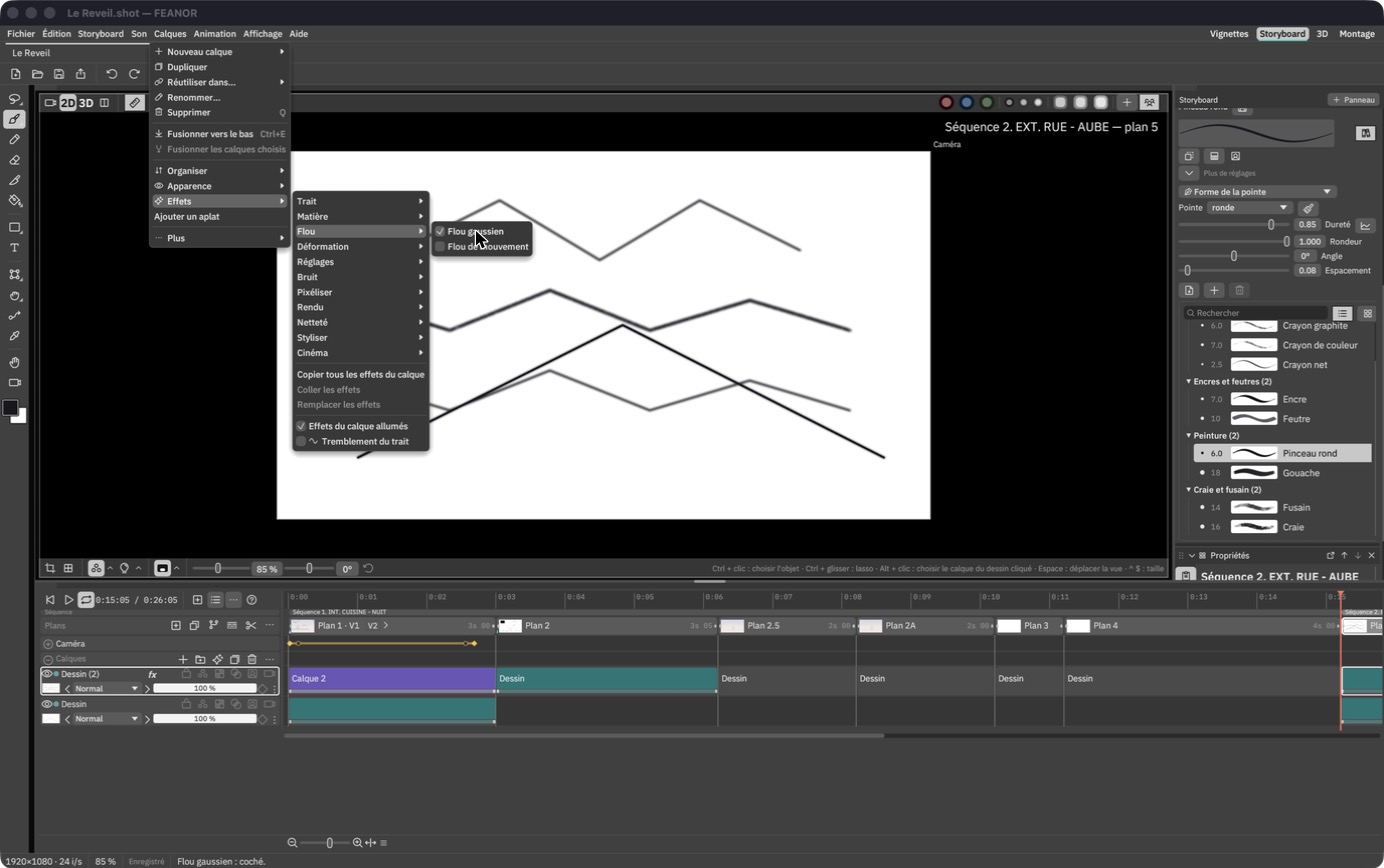 Le Reveil.shot — FEANOR
Fichier Édition Storyboard Son Calques Animation Affichage Aide
Vignettes Storyboard 3D Montage
Le Reveil
Nouveau calque
Dupliquer
Réutiliser dans...
Renommer...
Supprimer Q
Fusionner vers le bas Ctrl+E
Fusionner les calques choisis
Organiser
Apparence
Effets
Ajouter un aplat
Plus
Trait
Matière
Flou
Déformation
Réglages
Bruit
Pixéliser
Rendu
Netteté
Styliser
Cinéma
Copier tous les effets du calque
Coller les effets
Remplacer les effets
Effets du calque allumés
Tremblement du trait
Flou gaussien
2D 3D
Séquence 2. EXT. RUE - AUBE — plan 5
Caméra
85 % 0°
Ctrl + clic : choisir l'objet · Ctrl + glisser : lasso · Alt + clic : choisir le calque du dessin cliqué · Espace : déplacer la vue · ^ $ : taille
Storyboard + Panneau
Plus de réglages
Forme de la pointe
Pointe ronde
0.85 Dureté
1.000 Rondeur
0° Angle
0.08 Espacement
Rechercher
6.0 Crayon graphite
7.0 Crayon de couleur
2.5 Crayon net
Encres et feutres (2)
7.0 Encre
10 Feutre
Peinture (2)
6.0 Pinceau rond
18 Gouache
Craie et fusain (2)
14 Fusain
16 Craie
Propriétés
Séquence 2. EXT. RUE - AUBE
0:15:05 / 0:26:05
0:00 0:01 0:02 0:03 0:04 0:05 0:06 0:07 0:08 0:09 0:10 0:11 0:12 0:13 0:14
Séquence
Séquence 1. INT. CUISINE - NUIT
Séquence 2.
Plans
Plan 1 · V1 V2 3s 00
Plan 2 3s 05
Plan 2.5 2s 00
Plan 2A 2s 00
Plan 3
Plan 4 4s 00
Caméra
Calques
Dessin (2) fx
Normal 100 %
Calque 2 Dessin Dessin Dessin Dessin Dessin
Dessin
Normal 100 %
1920×1080 · 24 i/s 85 % Enregistré Flou gaussien : coché.